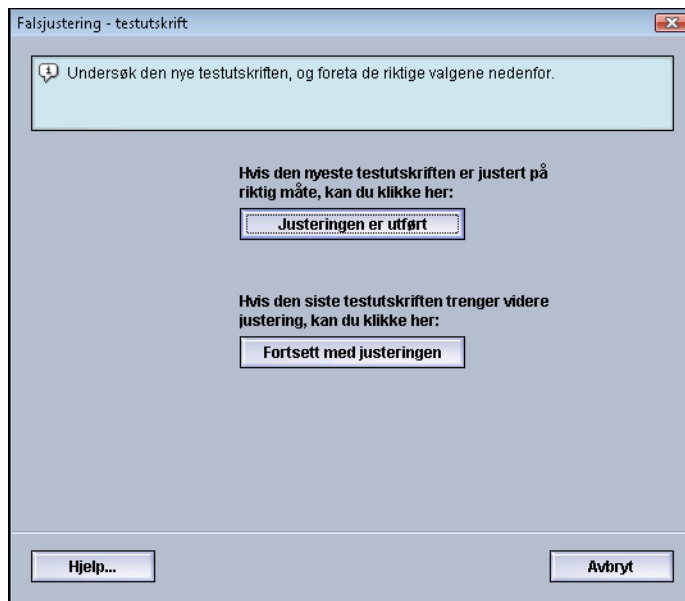 Falsjustering - testutskrift
Undersøk den nye testutskriften, og foreta de riktige valgene nedenfor.
Hvis den nyeste testutskriften er justert på
riktig måte, kan du klikke her:
Justeringen er utført
Hvis den siste testutskriften trenger videre
justering, kan du klikke her:
Fortsett med justeringen
Hjelp...
Avbryt